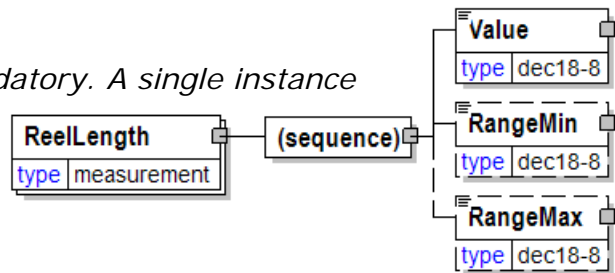 Value
type dec18-8
datory. A single instance
ReelLength
type measurement
(sequence)
RangeMin
type dec18-8
RangeMax
type dec18-8